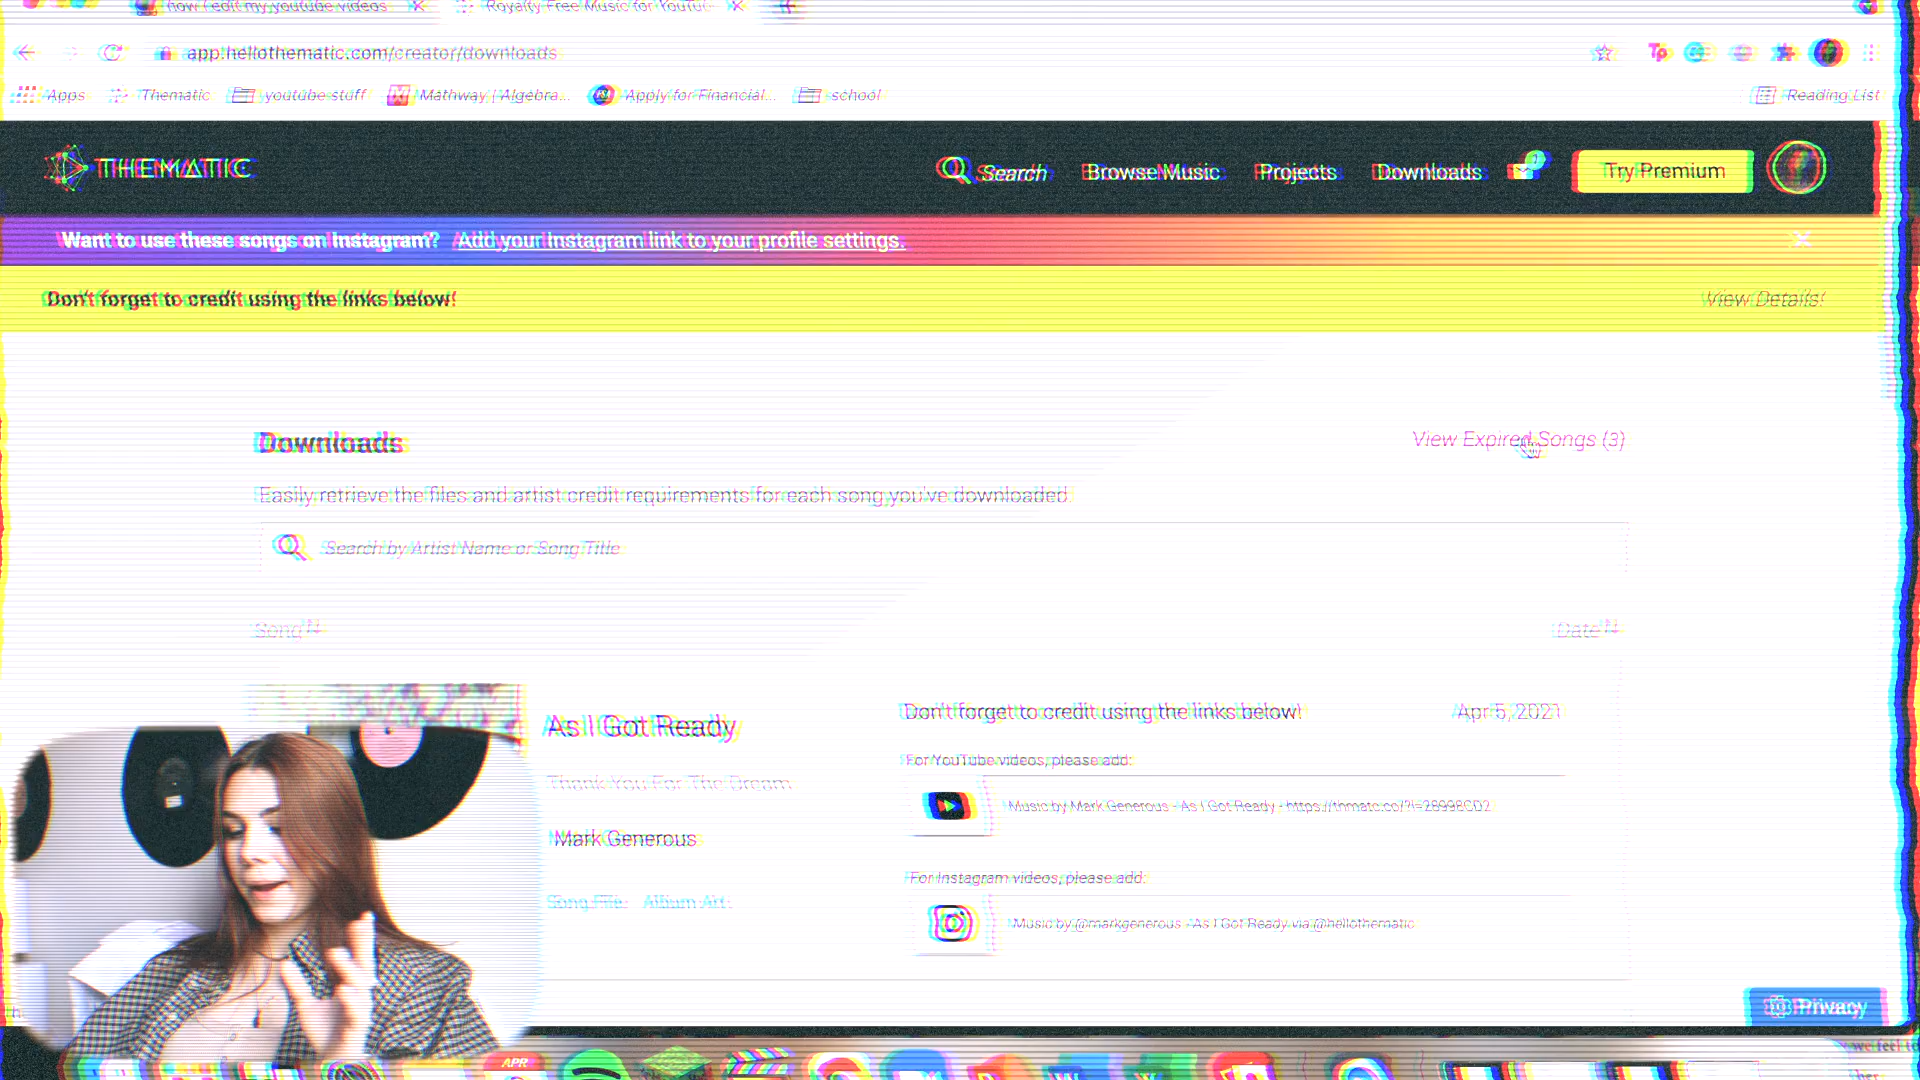 how I edit my youtube videos
Royalty Free Music for YouTu
app.hellothematic.com/creator/downloads
Apps
Thematic
youtube stuff
Mathway | Algebra...
Apply for Financial...
school
Reading List
THEMATIC
Search
Browse Music
Projects
Downloads
Try Premium
Want to use these songs on Instagram? Add your Instagram link to your profile settings.
Don't forget to credit using the links below!
View Details!
Downloads
View Expired Songs (3)
Easily retrieve the files and artist credit requirements for each song you've downloaded.
Search by Artist Name or Song Title
Song
Date
As I Got Ready
Thank You For The Dream
Mark Generous
Song File
Album Art
Don't forget to credit using the links below!
Apr 5, 2021
For YouTube videos, please add:
Music by Mark Generous - As I Got Ready - https://thmatc.co/?l=28998CD2
For Instagram videos, please add:
Music by @markgenerous - As I Got Ready via @hellothematic
Privacy
APR
we feel to